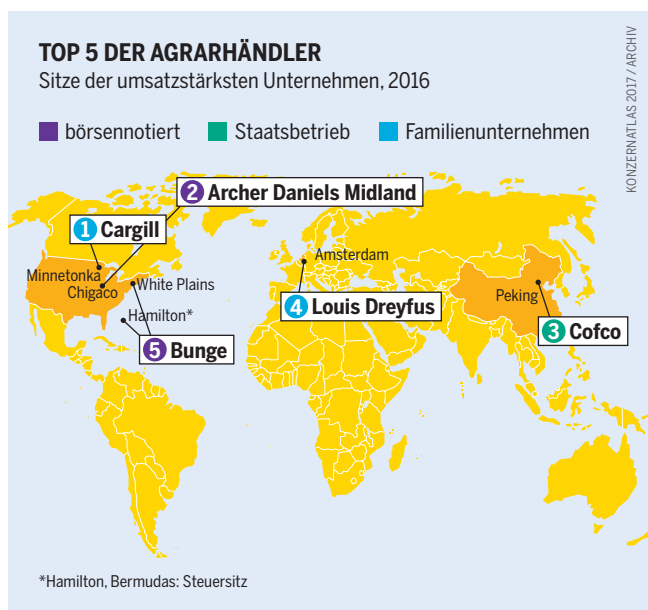 TOP 5 DER AGRARHÄNDLER
Sitze der umsatzstärksten Unternehmen, 2016
KONZERNATLAS 2017 / ARCHIV
börsennotiert
Staatsbetrieb
Familienunternehmen
2 Archer Daniels Midland
1 Cargill
Amsterdam
Minnetonka
Chigaco
White Plains
Peking
4 Louis Dreyfus
Hamilton*
3 Cofco
5 Bunge
*Hamilton, Bermudas: Steuersitz